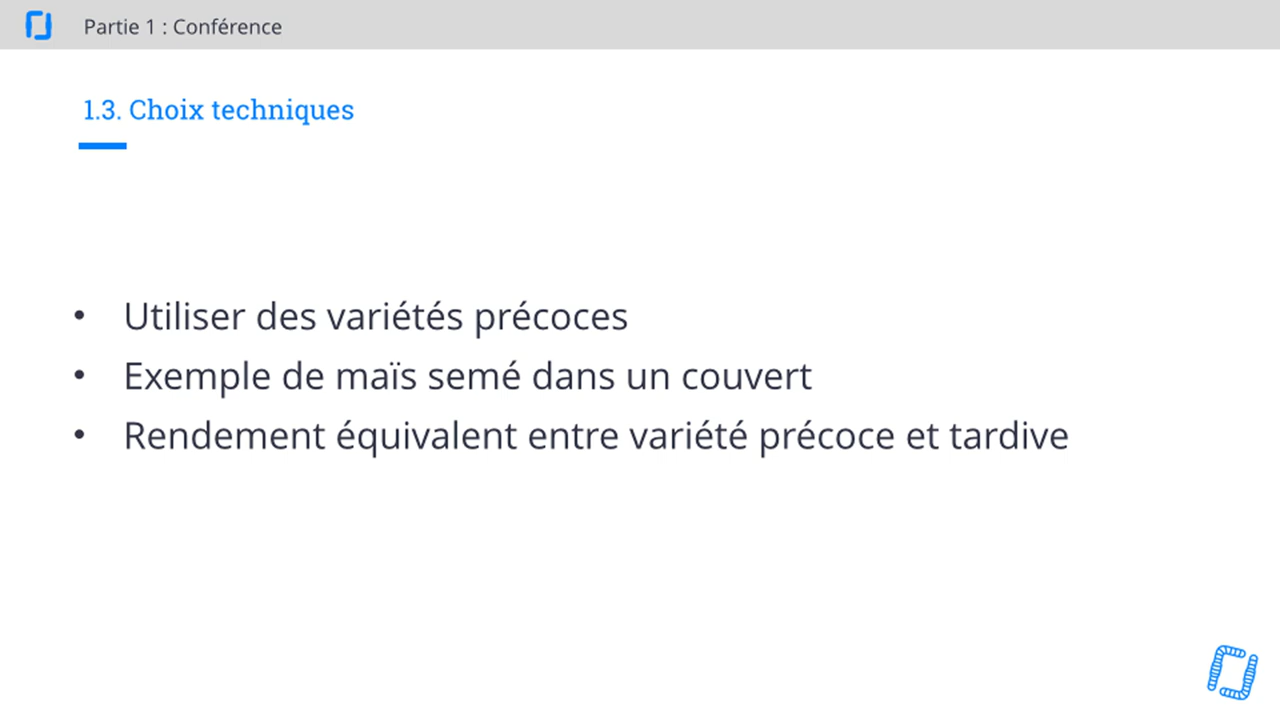 Partie 1 : Conférence
1.3. Choix techniques
• Utiliser des variétés précoces
• Exemple de maïs semé dans un couvert
• Rendement équivalent entre variété précoce et tardive